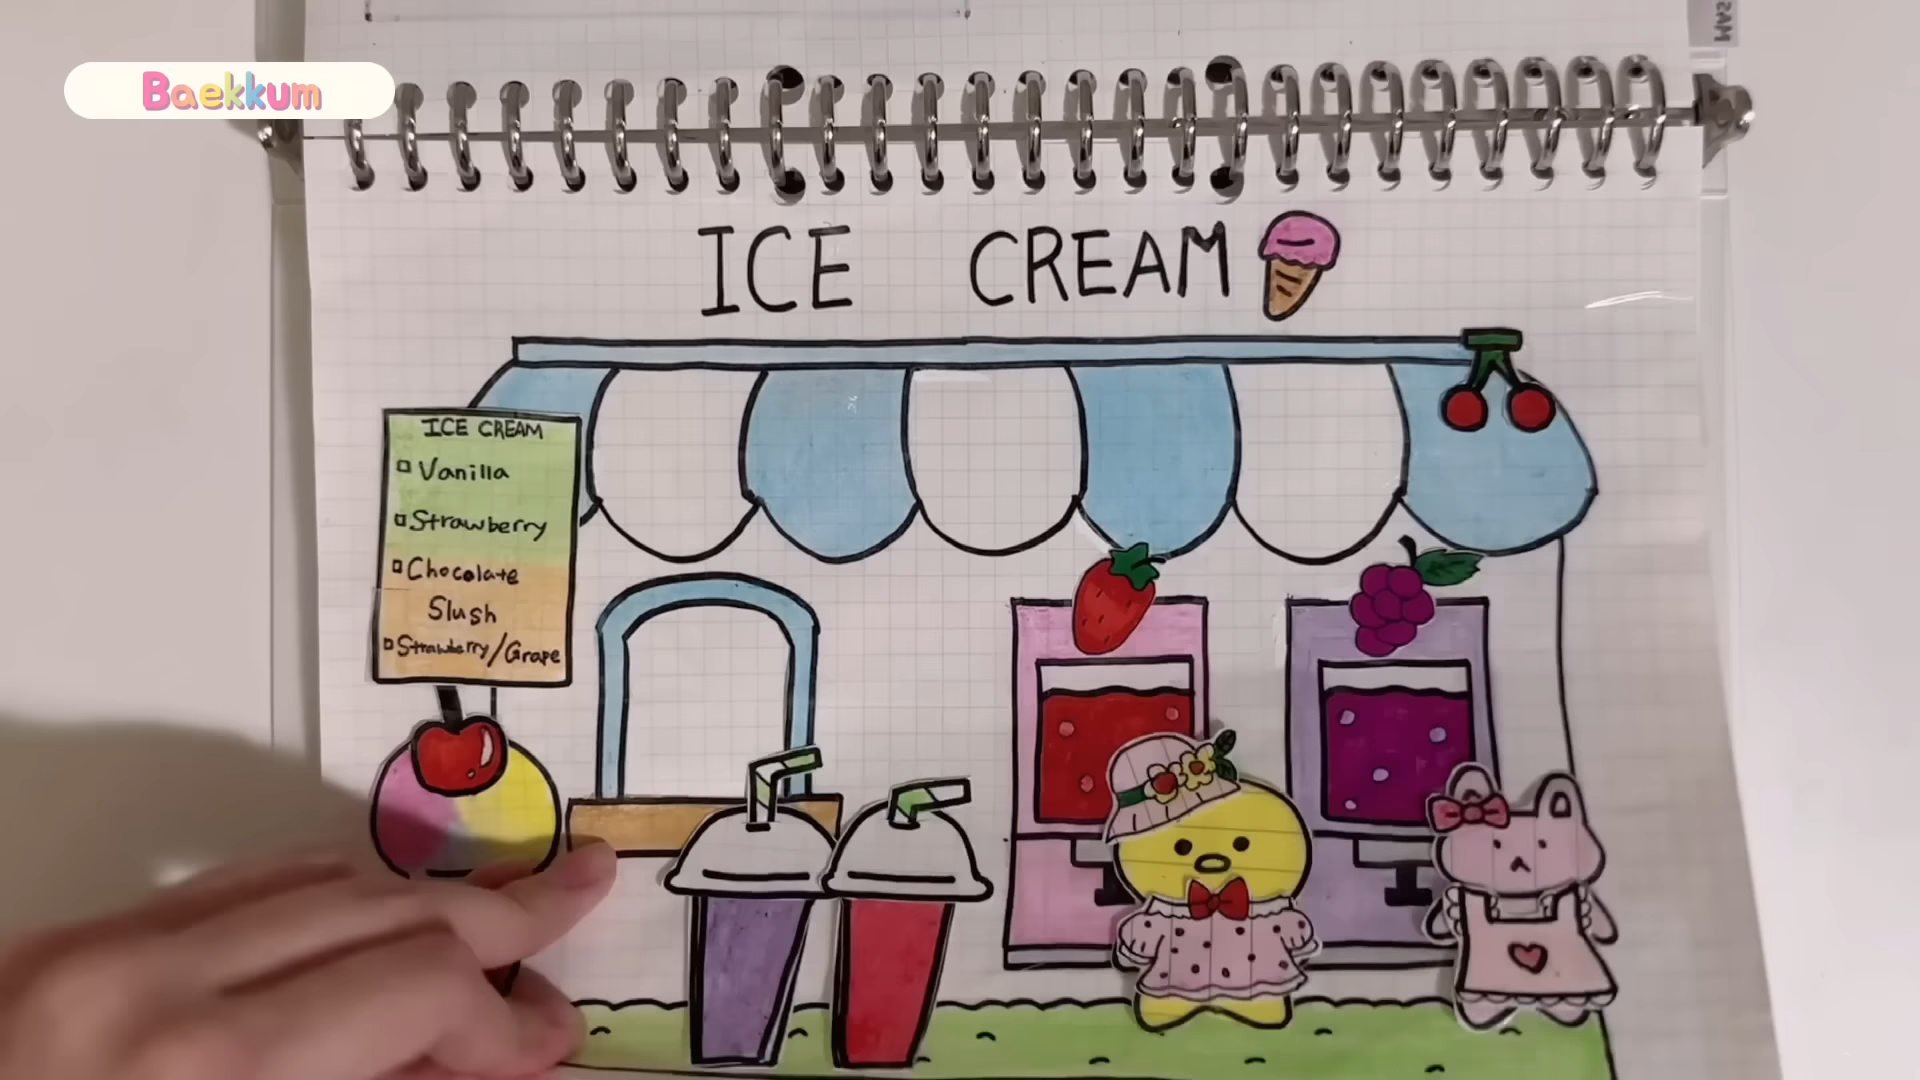 Baekkum
ICE CREAM
ICE CREAM
Vanilla
Strawberry
Chocolate
Slush
Strawberry/Grape